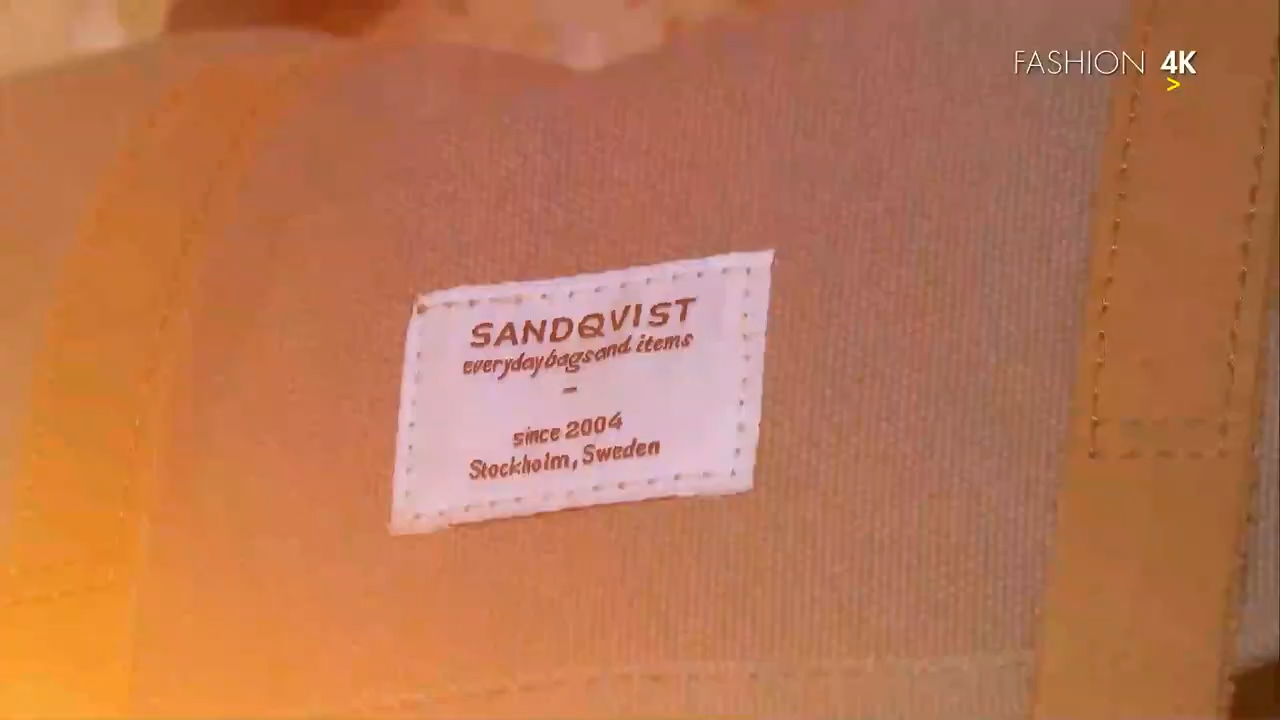 FASHION 4K
>
SANDQVIST
everyday bags and items
-
since 2004
Stockholm, Sweden